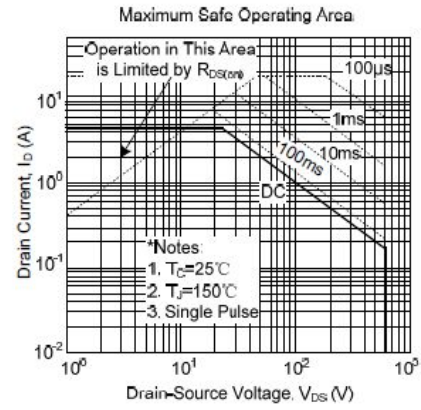 Maximum Safe Operating Area
Operation in This Area
is Limited by RDS(on)
100µs
1ms
10ms
100ms
DC
*Notes:
1. TC=25℃
2. TJ=150℃
3. Single Pulse
Drain Current, ID (A)
10¹
10⁰
10⁻¹
10⁻²
10⁰
10¹
10²
10³
Drain-Source Voltage, VDS (V)